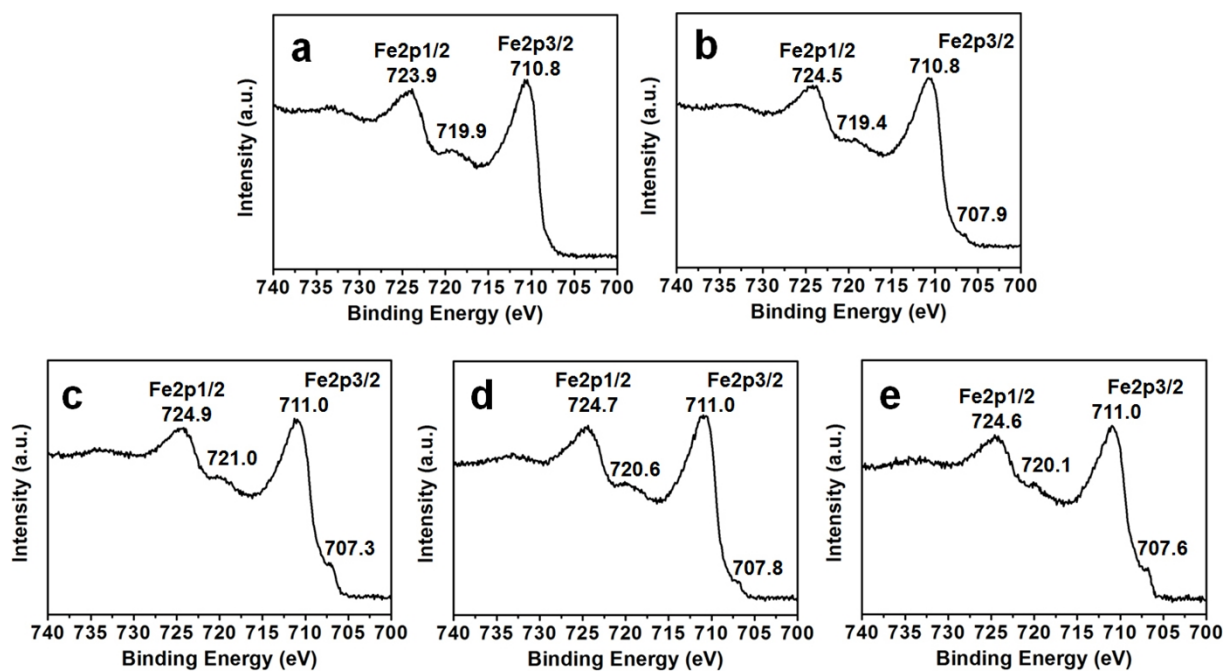 a
Fe2p1/2
723.9
719.9
Fe2p3/2
710.8
Intensity (a.u.)
740 735 730 725 720 715 710 705 700
Binding Energy (eV)
b
Fe2p1/2
724.5
719.4
Fe2p3/2
710.8
707.9
Intensity (a.u.)
740 735 730 725 720 715 710 705 700
Binding Energy (eV)
c
Fe2p1/2
724.9
721.0
Fe2p3/2
711.0
707.3
Intensity (a.u.)
740 735 730 725 720 715 710 705 700
Binding Energy (eV)
d
Fe2p1/2
724.7
720.6
Fe2p3/2
711.0
707.8
Intensity (a.u.)
740 735 730 725 720 715 710 705 700
Binding Energy (eV)
e
Fe2p1/2
724.6
720.1
Fe2p3/2
711.0
707.6
Intensity (a.u.)
740 735 730 725 720 715 710 705 700
Binding Energy (eV)